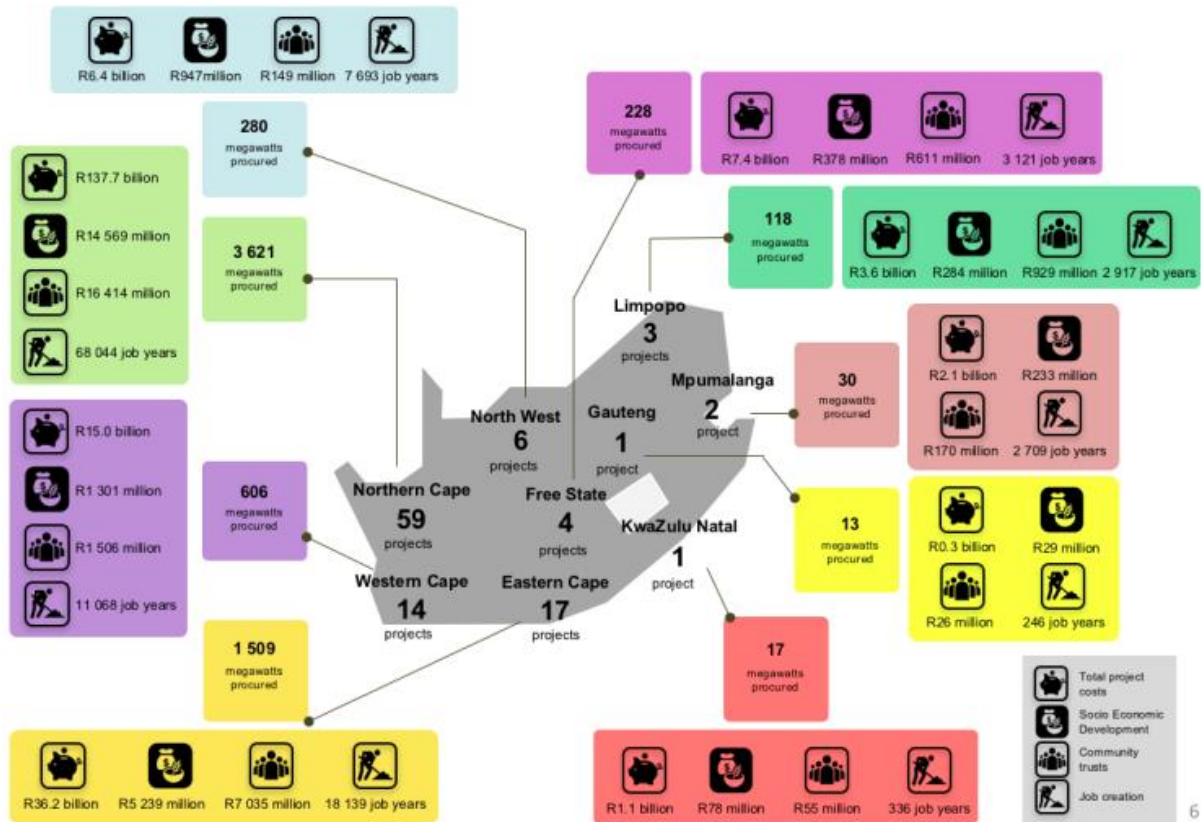 R6.4 billion
R947million
R149 million
7 693 job years
280
megawatts
procured
228
megawatts
procured
R7.4 billion
R378 million
R611 million
3 121 job years
R137.7 billion
R14 569 million
R16 414 million
68 044 job years
3 621
megawatts
procured
118
megawatts
procured
R3.6 billion
R284 million
R929 million
2 917 job years
Limpopo
3
projects
Mpumalanga
2
project
30
megawatts
procured
R2.1 billion
R233 million
R170 million
2 709 job years
North West
6
projects
Gauteng
1
project
R15.0 billion
R1 301 million
R1 506 million
11 068 job years
606
megawatts
procured
Northern Cape
59
projects
Free State
4
projects
KwaZulu Natal
1
project
13
megawatts
procured
R0.3 billion
R29 million
R26 million
246 job years
Western Cape
14
projects
Eastern Cape
17
projects
1 509
megawatts
procured
17
megawatts
procured
R36.2 billion
R5 239 million
R7 035 million
18 139 job years
R1.1 billion
R78 million
R55 million
336 job years
Total project
costs
Socio Economic
Development
Community
trusts
Job creation
6